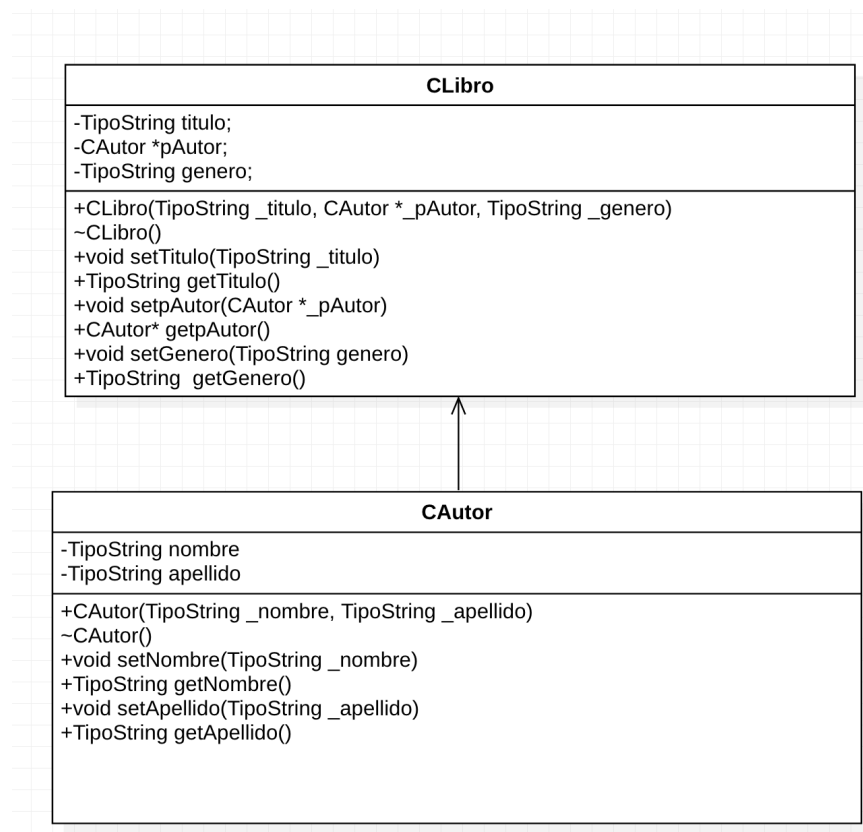 CLibro
-TipoString titulo;
-CAutor *pAutor;
-TipoString genero;
+CLibro(TipoString _titulo, CAutor *_pAutor, TipoString _genero)
~CLibro()
+void setTitulo(TipoString _titulo)
+TipoString getTitulo()
+void setpAutor(CAutor *_pAutor)
+CAutor* getpAutor()
+void setGenero(TipoString genero)
+TipoString  getGenero()
CAutor
-TipoString nombre
-TipoString apellido
+CAutor(TipoString _nombre, TipoString _apellido)
~CAutor()
+void setNombre(TipoString _nombre)
+TipoString getNombre()
+void setApellido(TipoString _apellido)
+TipoString getApellido()